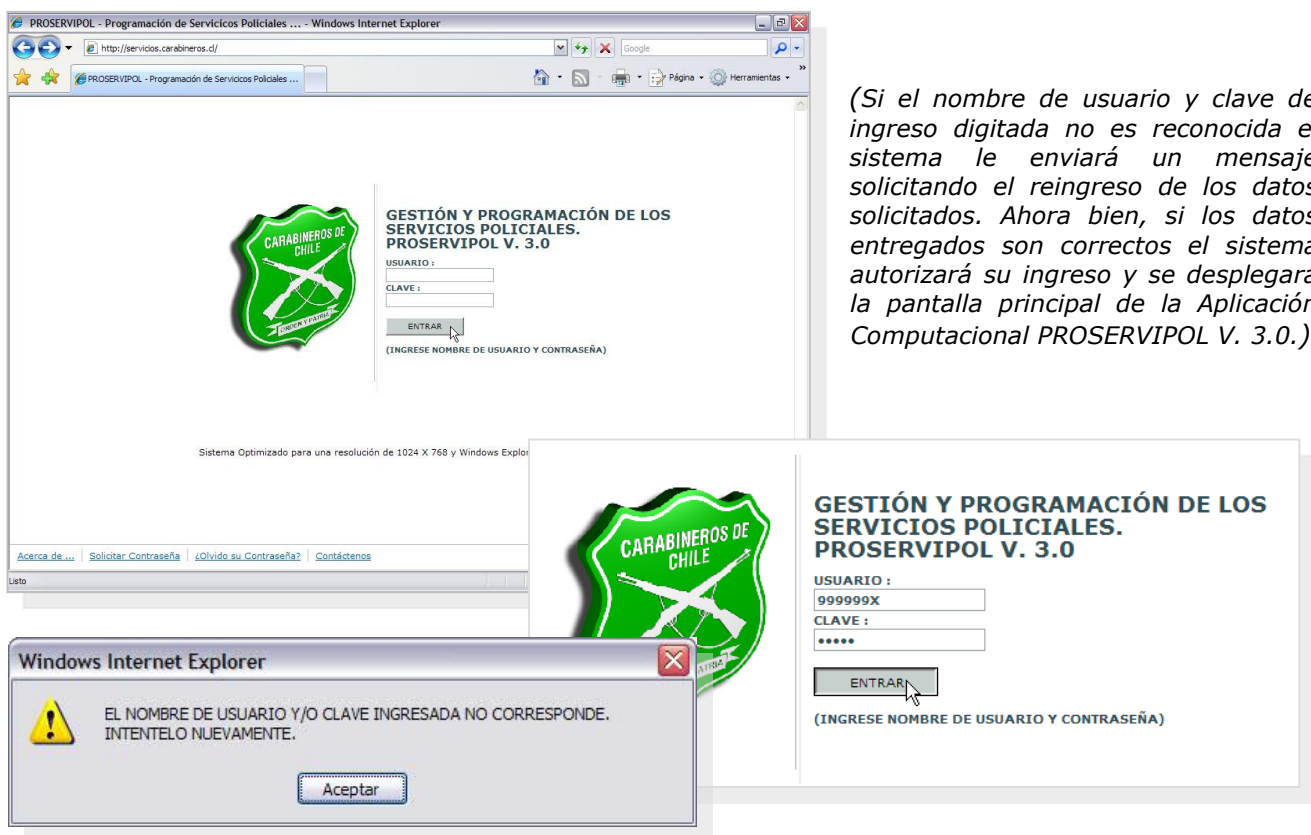 PROSERVIPOL - Programación de Servicicos Policiales ... - Windows Internet Explorer
http://servicios.carabineros.cl/
Google
PROSERVIPOL - Programación de Servicicos Policiales ...
Página
Herramientas
CARABINEROS DE
CHILE
ORDEN Y PATRIA
GESTIÓN Y PROGRAMACIÓN DE LOS
SERVICIOS POLICIALES.
PROSERVIPOL V. 3.0
USUARIO :
CLAVE :
ENTRAR
(INGRESE NOMBRE DE USUARIO Y CONTRASEÑA)
Sistema Optimizado para una resolución de 1024 X 768 y Windows Explor
Acerca de ... Solicitar Contraseña ¿Olvido su Contraseña? Contáctenos
Listo
(Si el nombre de usuario y clave de
ingreso digitada no es reconocida e
sistema le enviará un mensaje
solicitando el reingreso de los datos
solicitados. Ahora bien, si los datos
entregados son correctos el sistema
autorizará su ingreso y se desplegara
la pantalla principal de la Aplicación
Computacional PROSERVIPOL V. 3.0.)
CARABINEROS DE
CHILE
ATRIA
GESTIÓN Y PROGRAMACIÓN DE LOS
SERVICIOS POLICIALES.
PROSERVIPOL V. 3.0
USUARIO :
999999X
CLAVE :
•••••
ENTRAR
(INGRESE NOMBRE DE USUARIO Y CONTRASEÑA)
Windows Internet Explorer
EL NOMBRE DE USUARIO Y/O CLAVE INGRESADA NO CORRESPONDE.
INTENTELO NUEVAMENTE.
Aceptar